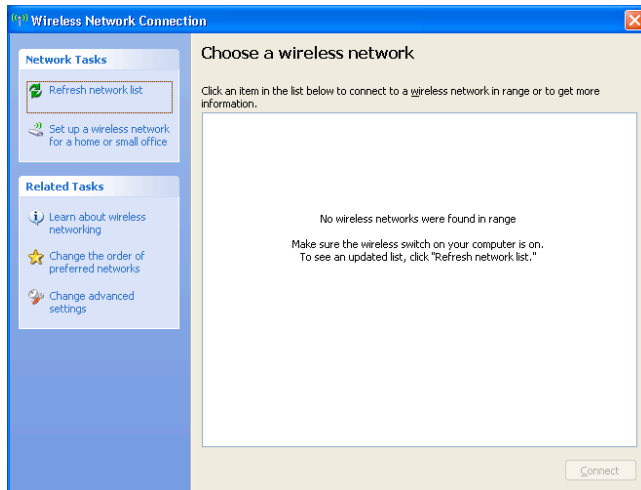 Wireless Network Connection
Network Tasks
Refresh network list
Set up a wireless network
for a home or small office
Related Tasks
Learn about wireless
networking
Change the order of
preferred networks
Change advanced
settings
Choose a wireless network
Click an item in the list below to connect to a wireless network in range or to get more
information.
No wireless networks were found in range
Make sure the wireless switch on your computer is on.
To see an updated list, click "Refresh network list."
Connect